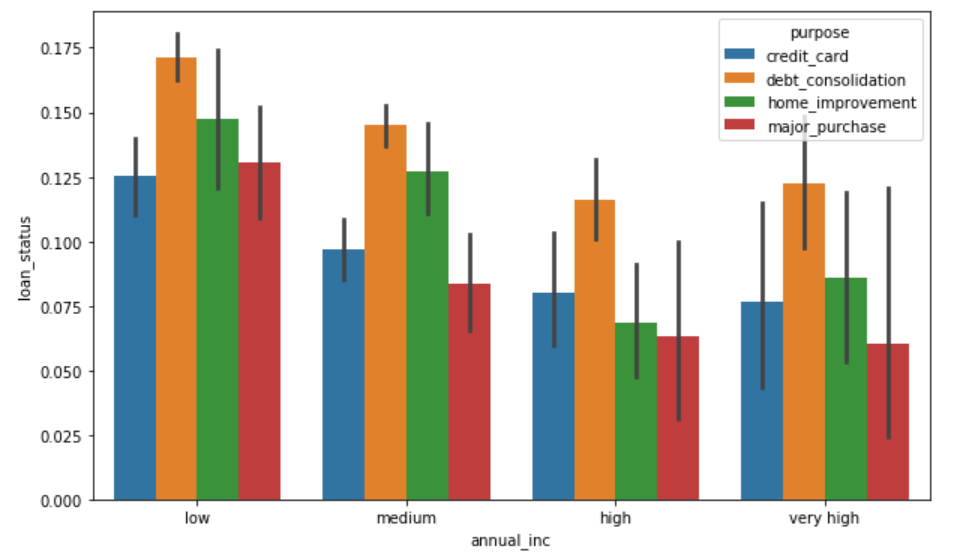 purpose
credit_card
debt_consolidation
home_improvement
major_purchase
0.175
0.150
0.125
0.100
0.075
0.050
0.025
0.000
loan_status
low medium high very high
annual_inc